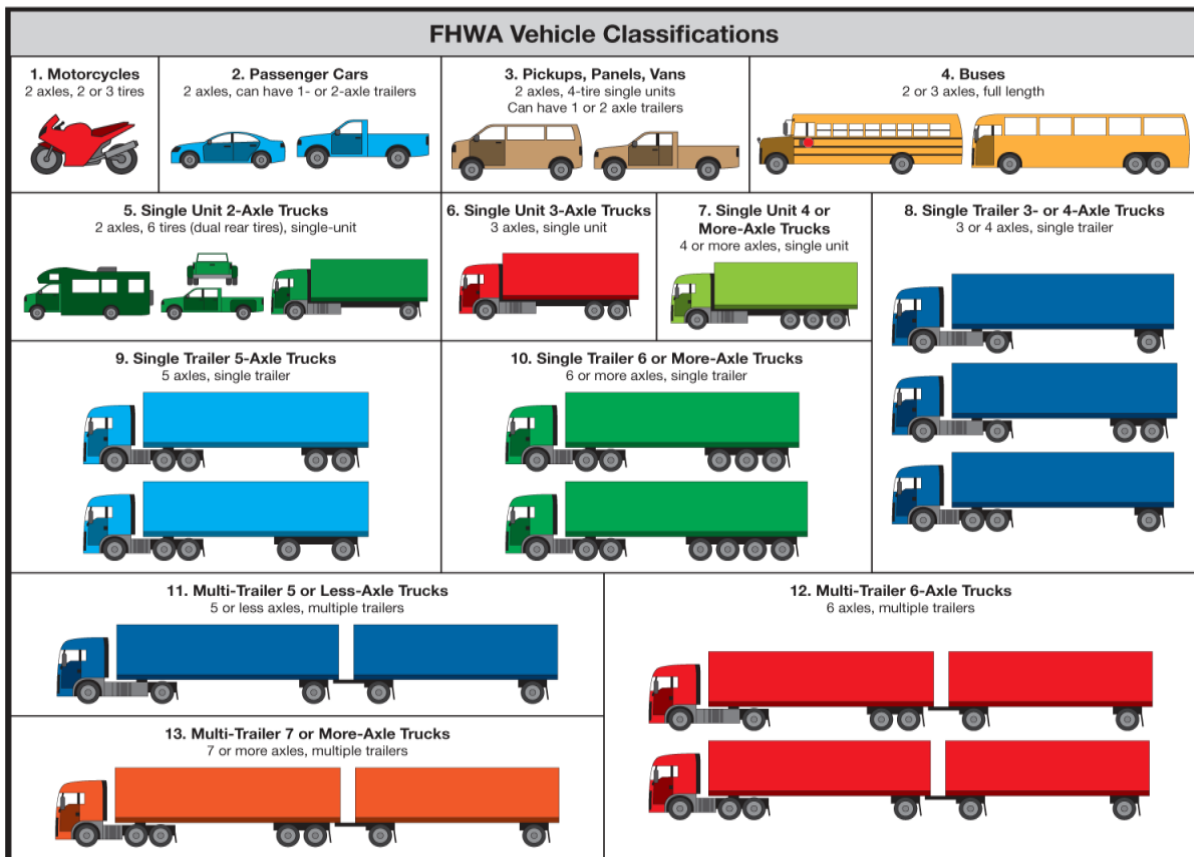 FHWA Vehicle Classifications
1. Motorcycles
2 axles, 2 or 3 tires
2. Passenger Cars
2 axles, can have 1- or 2-axle trailers
3. Pickups, Panels, Vans
2 axles, 4-tire single units
Can have 1 or 2 axle trailers
4. Buses
2 or 3 axles, full length
5. Single Unit 2-Axle Trucks
2 axles, 6 tires (dual rear tires), single-unit
6. Single Unit 3-Axle Trucks
3 axles, single unit
7. Single Unit 4 or
More-Axle Trucks
4 or more axles, single unit
8. Single Trailer 3- or 4-Axle Trucks
3 or 4 axles, single trailer
9. Single Trailer 5-Axle Trucks
5 axles, single trailer
10. Single Trailer 6 or More-Axle Trucks
6 or more axles, single trailer
11. Multi-Trailer 5 or Less-Axle Trucks
5 or less axles, multiple trailers
12. Multi-Trailer 6-Axle Trucks
6 axles, multiple trailers
13. Multi-Trailer 7 or More-Axle Trucks
7 or more axles, multiple trailers